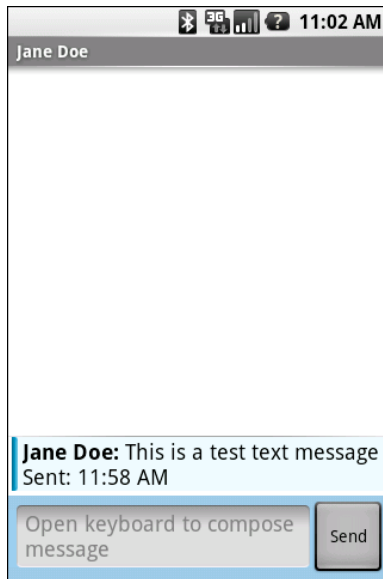 3G 11:02 AM
Jane Doe
Jane Doe: This is a test text message
Sent: 11:58 AM
Open keyboard to compose
message
Send